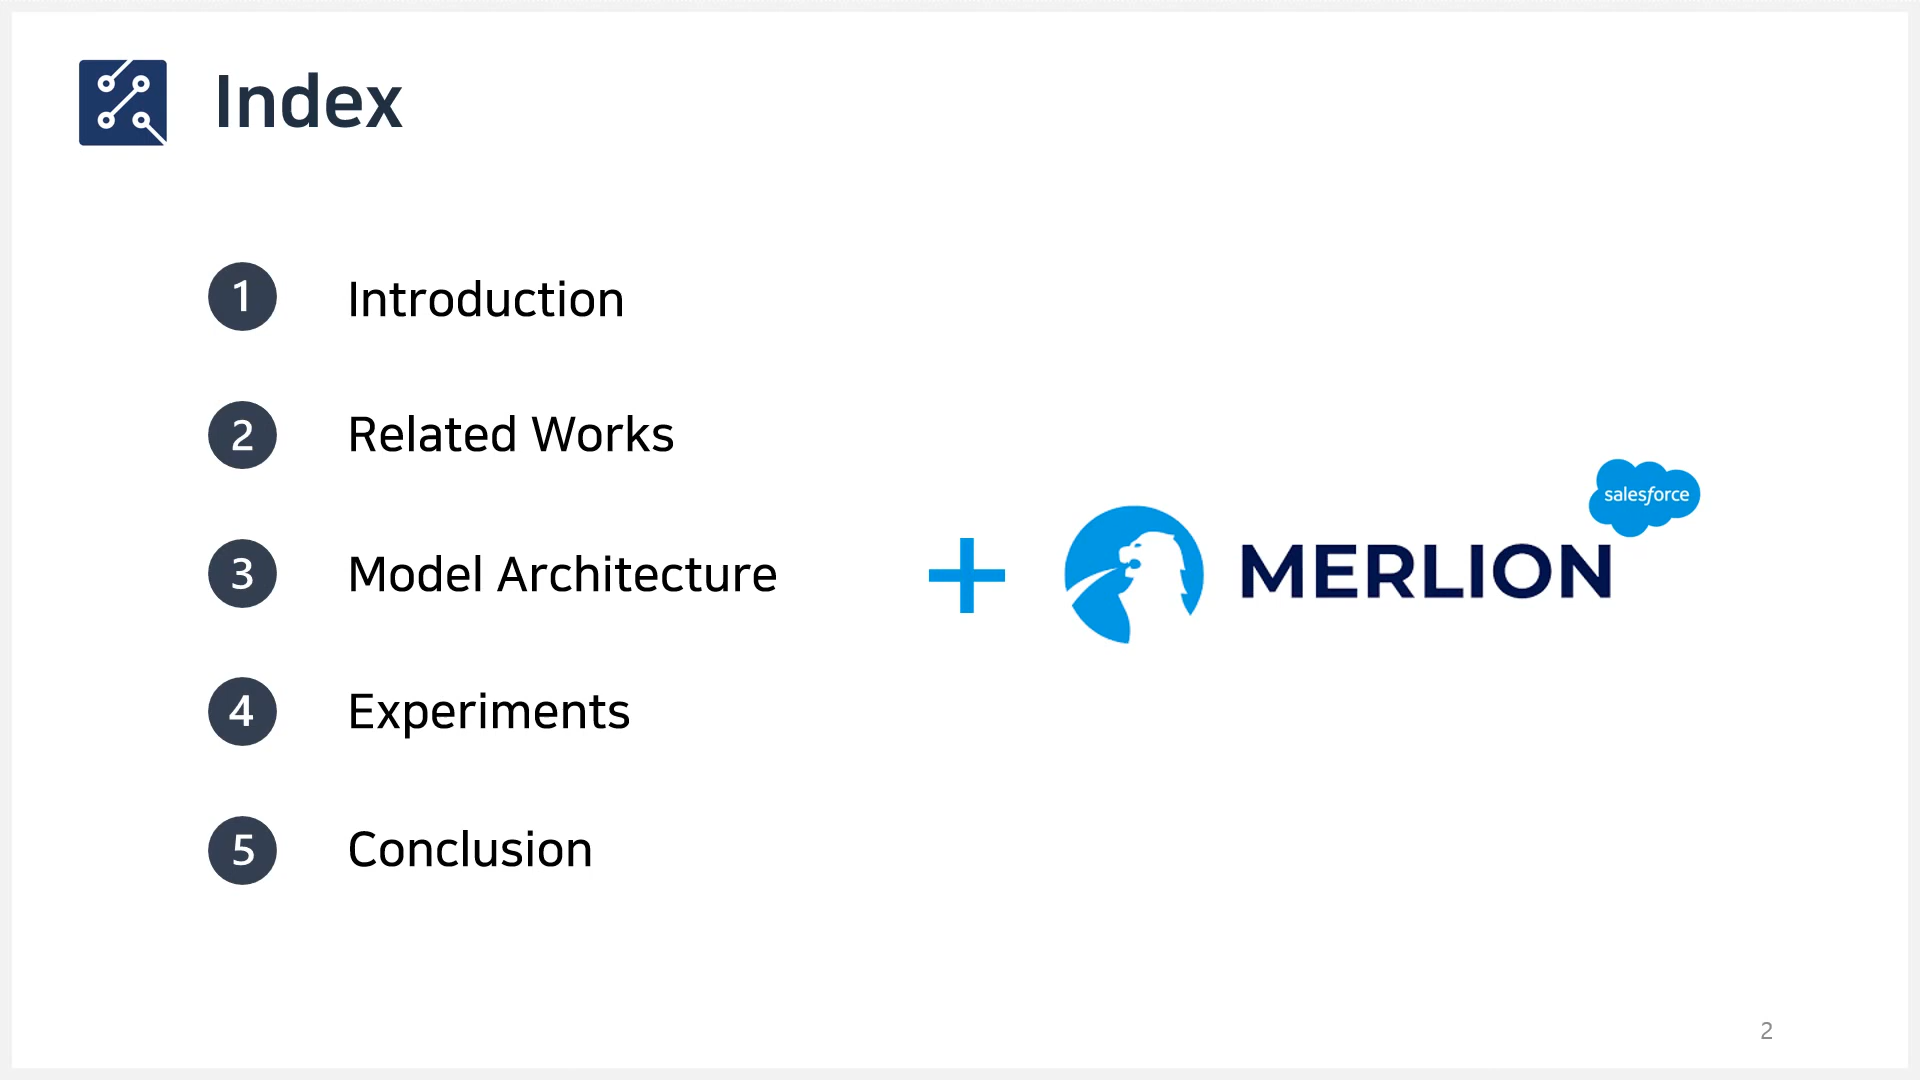 Index
1 Introduction
2 Related Works
3 Model Architecture
4 Experiments
5 Conclusion
+
salesforce
MERLION
2